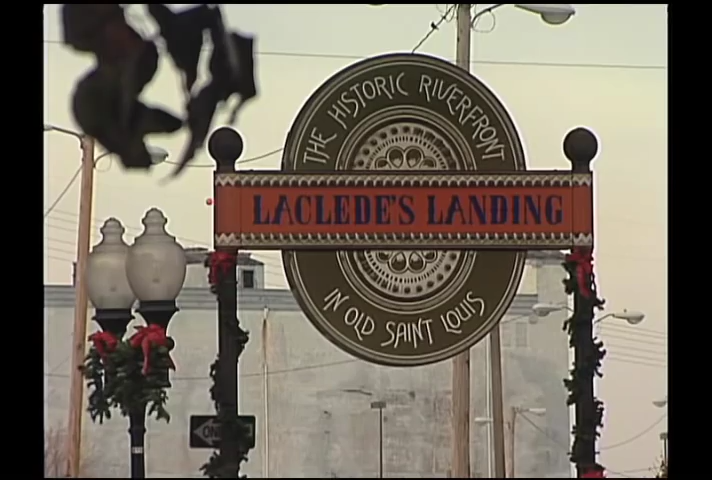 THE HISTORIC RIVERFRONT
LACLEDE'S LANDING
IN OLD SAINT LOUIS